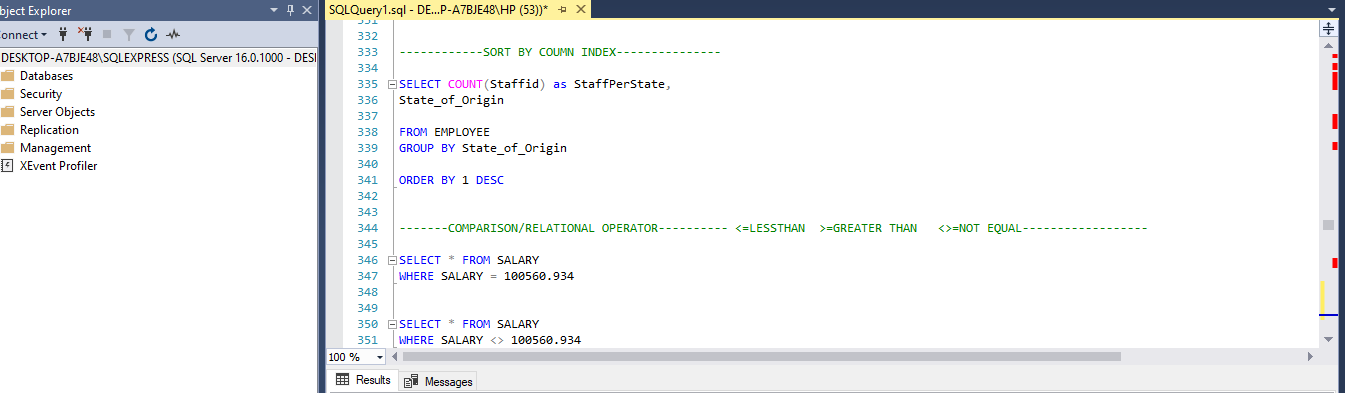 bject Explorer
onnect
DESKTOP-A7BJE48\SQLEXPRESS (SQL Server 16.0.1000 - DESI
Databases
Security
Server Objects
Replication
Management
XEvent Profiler
SQLQuery1.sql - DE...P-A7BJE48\HP (53))*
331
332
333 ------------SORT BY COUMN INDEX---------------
334
335 SELECT COUNT(Staffid) as StaffPerState,
336 State_of_Origin
337
338 FROM EMPLOYEE
339 GROUP BY State_of_Origin
340
341 ORDER BY 1 DESC
342
343
344 -------COMPARISON/RELATIONAL OPERATOR---------- <=LESSTHAN >=GREATER THAN <>=NOT EQUAL------------------
345
346 SELECT * FROM SALARY
347 WHERE SALARY = 100560.934
348
349
350 SELECT * FROM SALARY
351 WHERE SALARY <> 100560.934
100 %
Results Messages